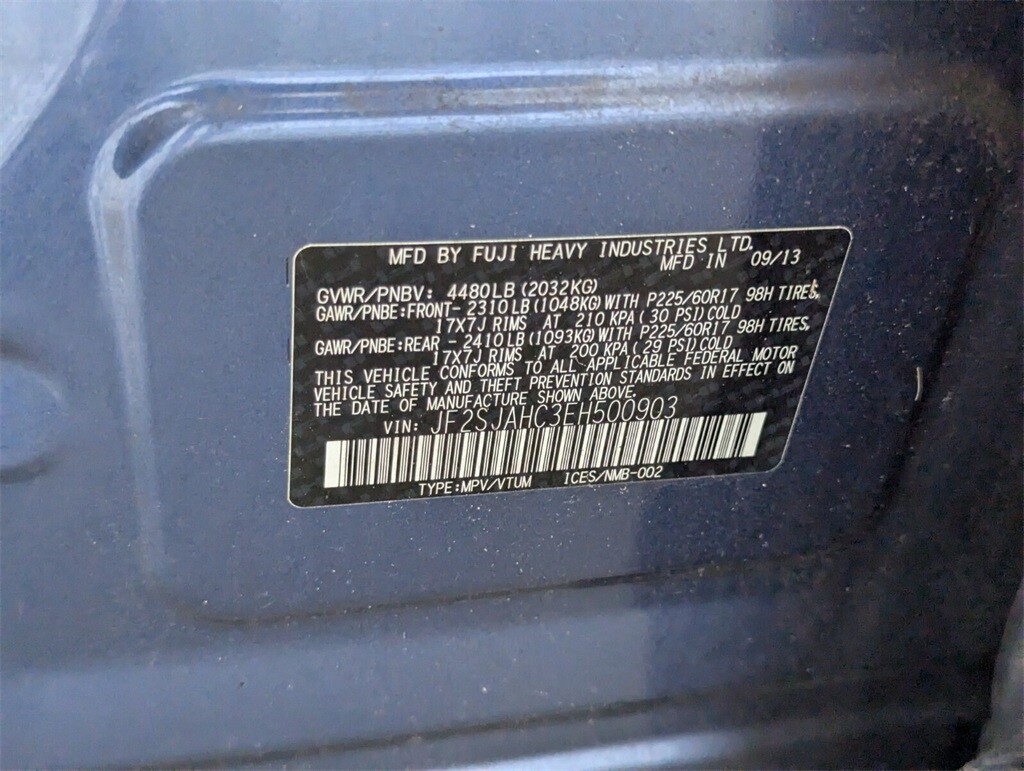 MFD BY FUJI HEAVY INDUSTRIES LTD.
MFD IN 09/13
GVWR/PNBV: 4480LB (2032KG)
GAWR/PNBE:FRONT- 2310LB (1048KG) WITH P225/60R17 98H TIRES,
17X7J RIMS AT 210 KPA ( 30 PSI) COLD
GAWR/PNBE:REAR - 2410LB (1093KG) WITH P225/60R17 98H TIRES,
17X7J RIMS AT 200 KPA ( 29 PSI) COLD
THIS VEHICLE CONFORMS TO ALL APPLICABLE FEDERAL MOTOR
VEHICLE SAFETY AND THEFT PREVENTION STANDARDS IN EFFECT ON
THE DATE OF MANUFACTURE SHOWN ABOVE.
VIN: JF2SJAHC3EH500903
TYPE:MPV/VTUM ICES/NMB-002